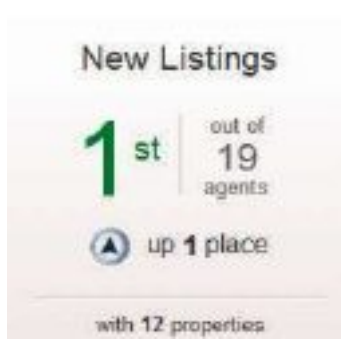 New Listings
1st
out of
19
agents
up 1 place
with 12 properties